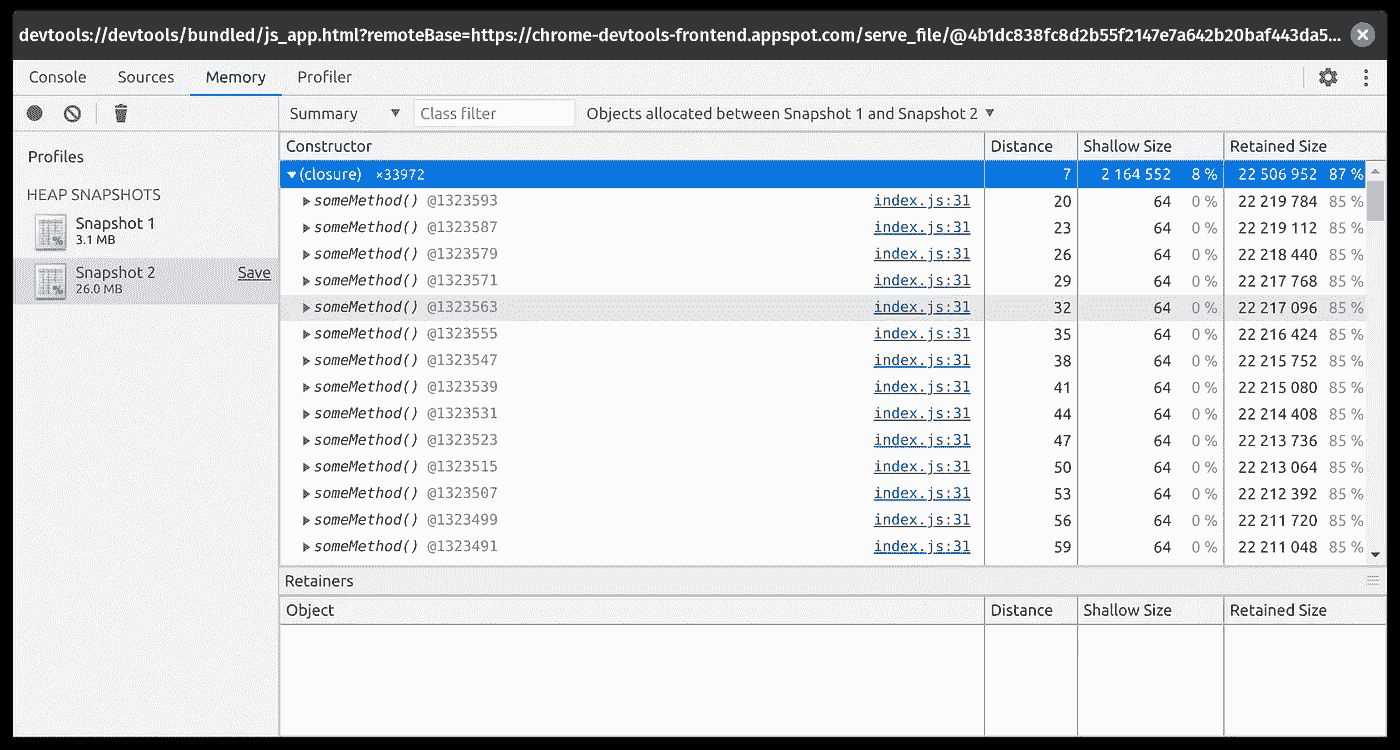 devtools://devtools/bundled/js_app.html?remoteBase=https://chrome-devtools-frontend.appspot.com/serve_file/@4b1dc838fc8d2b55f2147e7a642b20baf443da5...
Console Sources Memory Profiler
Summary Class filter Objects allocated between Snapshot 1 and Snapshot 2
Profiles
HEAP SNAPSHOTS
Snapshot 1
3.1 MB
Snapshot 2 Save
26.0 MB
Constructor Distance Shallow Size Retained Size
(closure) ×33972 7 2 164 552 8 % 22 506 952 87 %
someMethod() @1323593 index.js:31 20 64 0 % 22 219 784 85 %
someMethod() @1323587 index.js:31 23 64 0 % 22 219 112 85 %
someMethod() @1323579 index.js:31 26 64 0 % 22 218 440 85 %
someMethod() @1323571 index.js:31 29 64 0 % 22 217 768 85 %
someMethod() @1323563 index.js:31 32 64 0 % 22 217 096 85 %
someMethod() @1323555 index.js:31 35 64 0 % 22 216 424 85 %
someMethod() @1323547 index.js:31 38 64 0 % 22 215 752 85 %
someMethod() @1323539 index.js:31 41 64 0 % 22 215 080 85 %
someMethod() @1323531 index.js:31 44 64 0 % 22 214 408 85 %
someMethod() @1323523 index.js:31 47 64 0 % 22 213 736 85 %
someMethod() @1323515 index.js:31 50 64 0 % 22 213 064 85 %
someMethod() @1323507 index.js:31 53 64 0 % 22 212 392 85 %
someMethod() @1323499 index.js:31 56 64 0 % 22 211 720 85 %
someMethod() @1323491 index.js:31 59 64 0 % 22 211 048 85 %
Retainers
Object Distance Shallow Size Retained Size